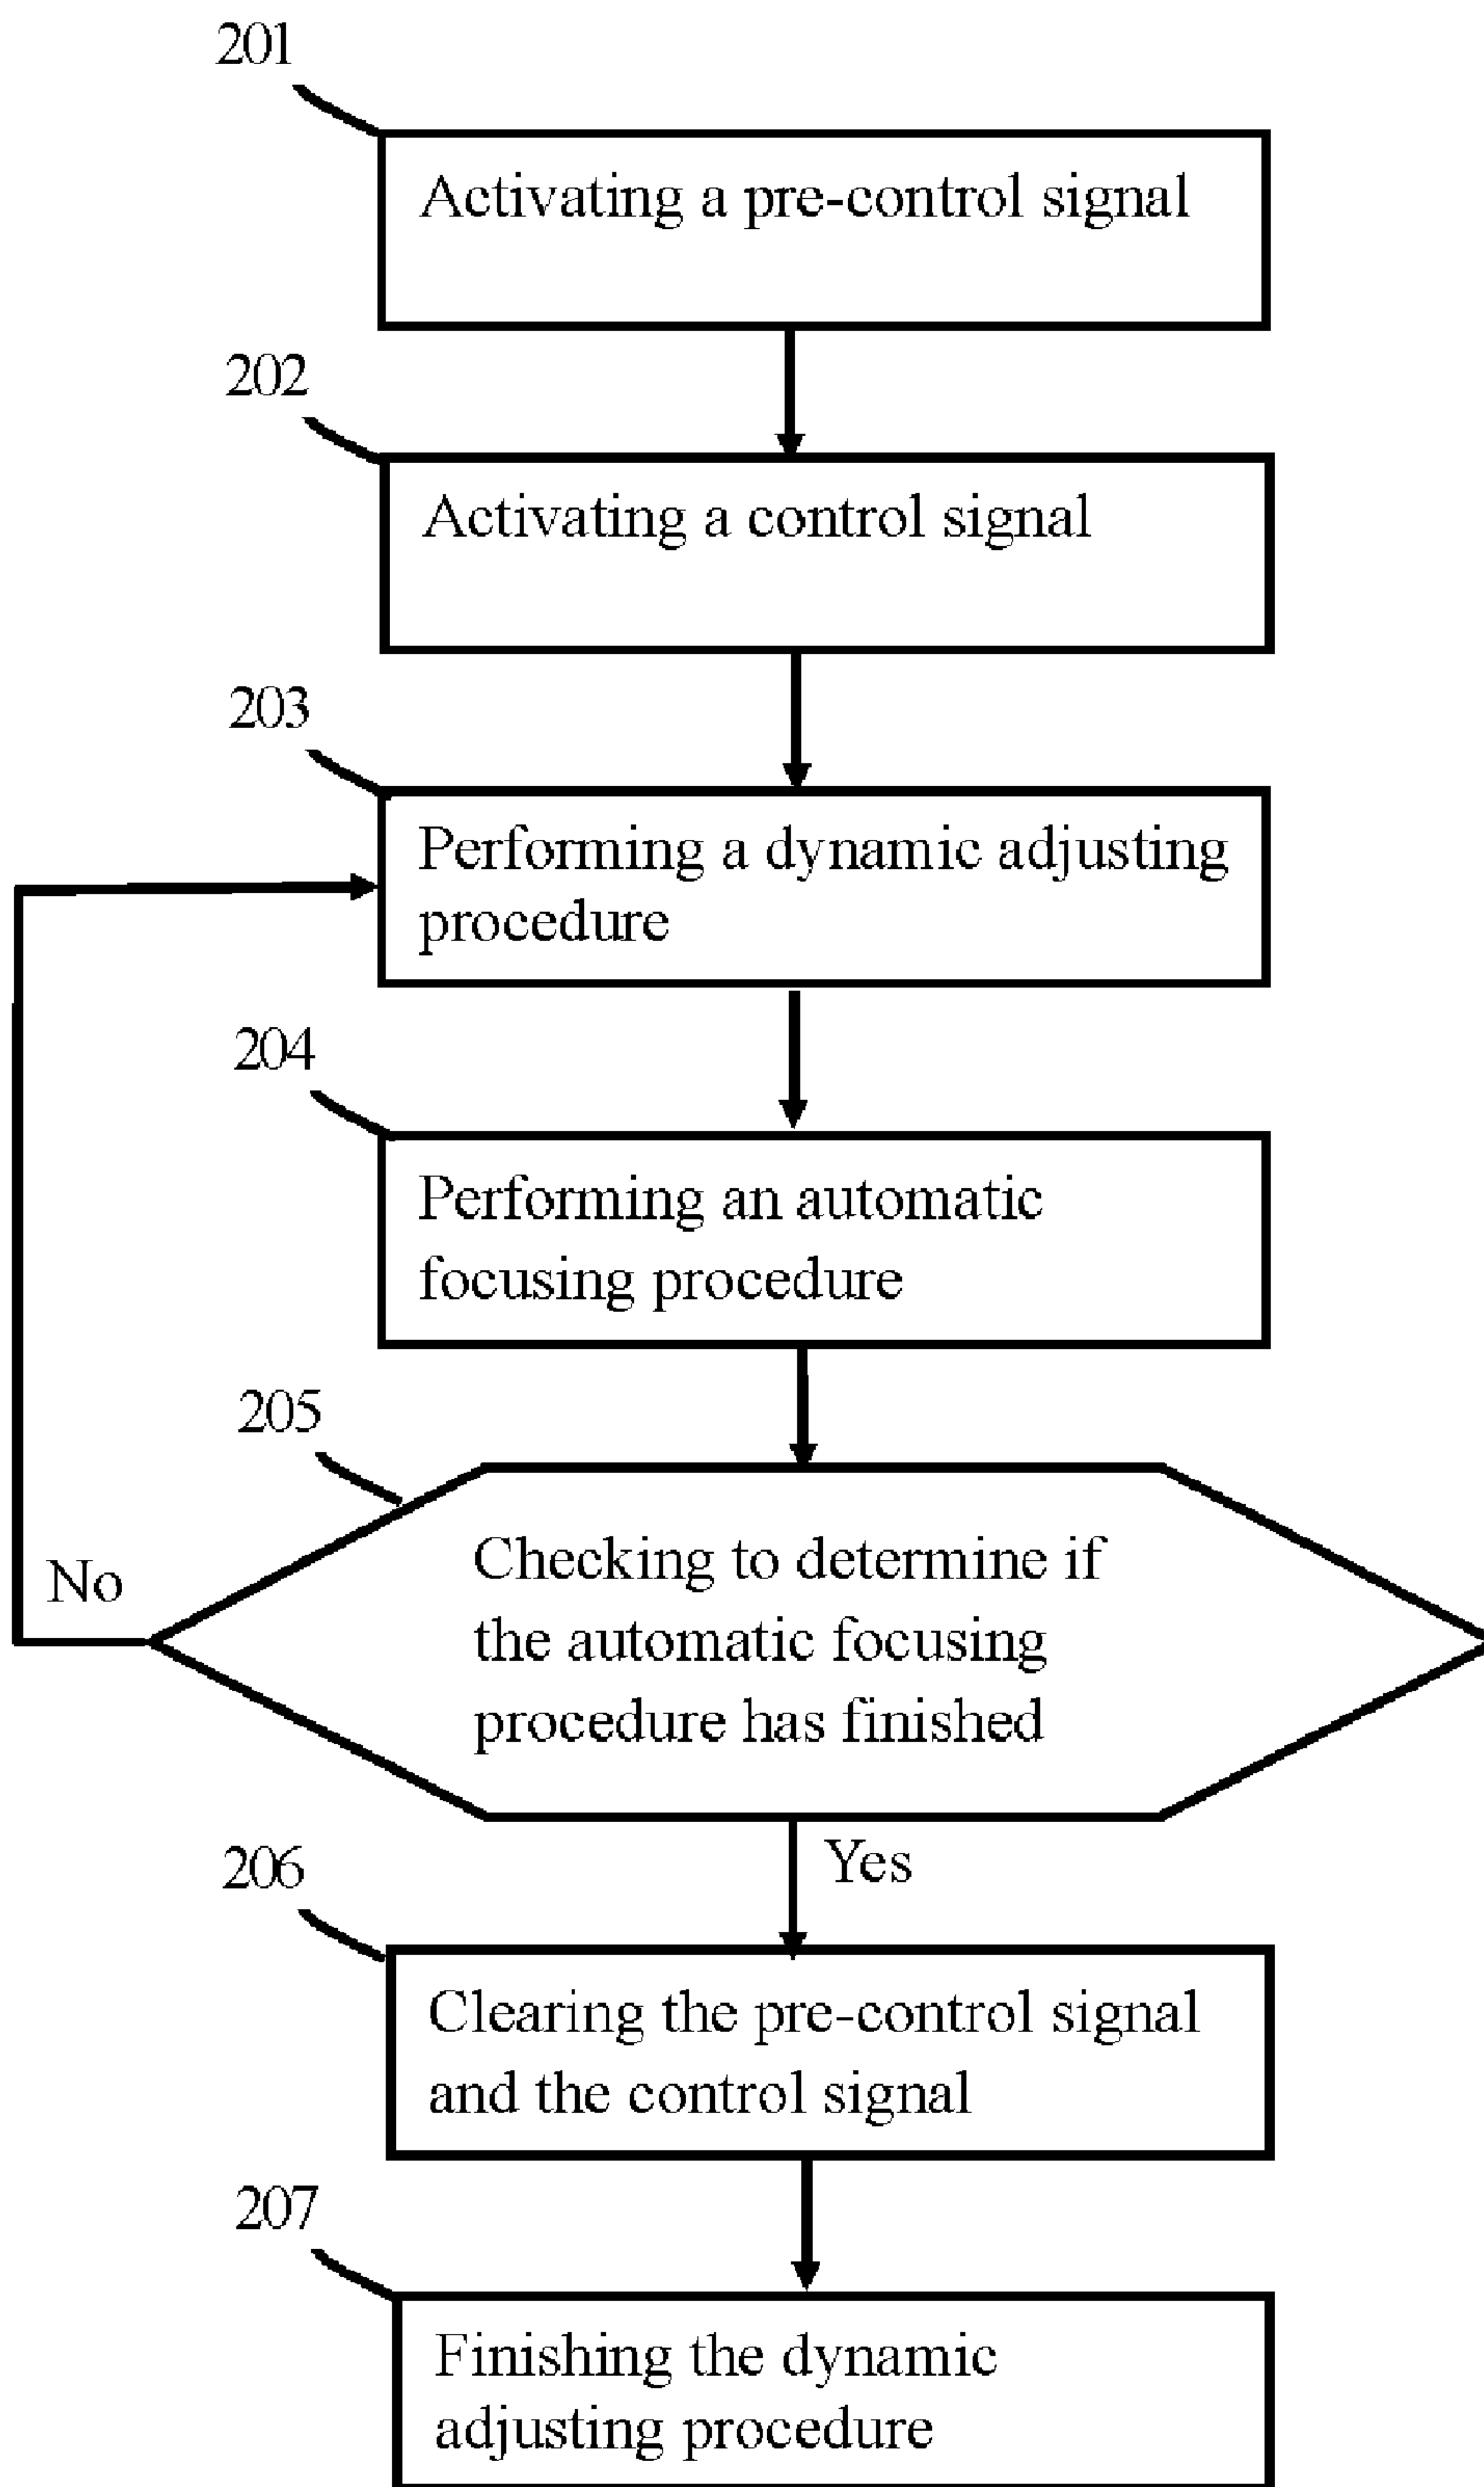 201
Activating a pre-control signal
202
Activating a control signal
203
Performing a dynamic adjusting
procedure
204
Performing an automatic
focusing procedure
205
Checking to determine if
the automatic focusing
procedure has finished
No
Yes
206
Clearing the pre-control signal
and the control signal
207
Finishing the dynamic
adjusting procedure